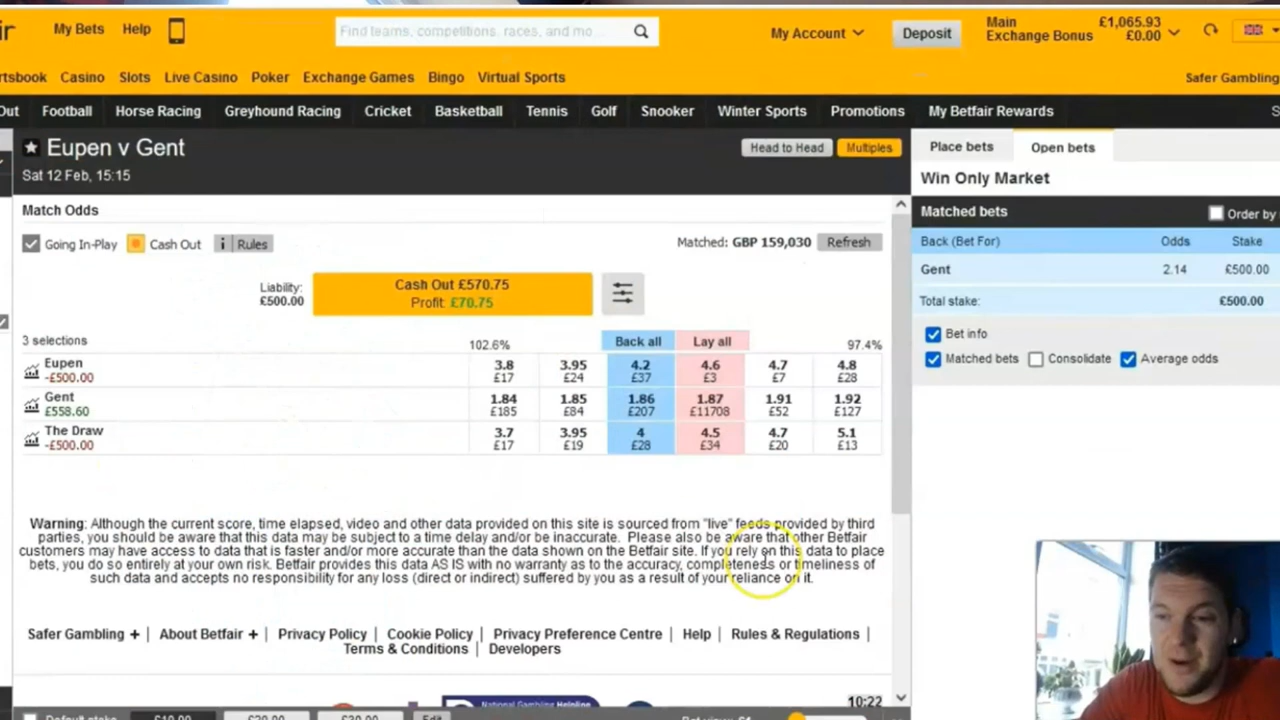 My Bets Help Find teams, competitions, races, and mo... My Account Deposit Main £1,065.93
Exchange Bonus £0.00
rtsbook Casino Slots Live Casino Poker Exchange Games Bingo Virtual Sports Safer Gambling
Out Football Horse Racing Greyhound Racing Cricket Basketball Tennis Golf Snooker Winter Sports Promotions My Betfair Rewards
Eupen v Gent Head to Head Multiples
Sat 12 Feb, 15:15
Match Odds
Going In-Play Cash Out i Rules Matched: GBP 159,030 Refresh
Liability:
£500.00
Cash Out £570.75
Profit: £70.75
3 selections 102.6% Back all Lay all 97.4%
Eupen 3.8 3.95 4.2 4.6 4.7 4.8
-£500.00 £17 £24 £37 £3 £7 £28
Gent 1.84 1.85 1.86 1.87 1.91 1.92
£558.60 £185 £84 £207 £11708 £52 £127
The Draw 3.7 3.95 4 4.5 4.7 5.1
-£500.00 £17 £19 £28 £34 £20 £13
Warning: Although the current score, time elapsed, video and other data provided on this site is sourced from "live" feeds provided by third
parties, you should be aware that this data may be subject to a time delay and/or be inaccurate. Please also be aware that other Betfair
customers may have access to data that is faster and/or more accurate than the data shown on the Betfair site. If you rely on this data to place
bets, you do so entirely at your own risk. Betfair provides this data AS IS with no warranty as to the accuracy, completeness or timeliness of
such data and accepts no responsibility for any loss (direct or indirect) suffered by you as a result of your reliance on it.
Safer Gambling + | About Betfair + | Privacy Policy | Cookie Policy | Privacy Preference Centre | Help | Rules & Regulations |
Terms & Conditions | Developers
National Gambling Helpline
10:22
Default stake £10.00 £20.00 £30.00 Edit
Place bets Open bets
Win Only Market
Matched bets Order by
Back (Bet For) Odds Stake
Gent 2.14 £500.00
Total stake: £500.00
Bet info
Matched bets Consolidate Average odds